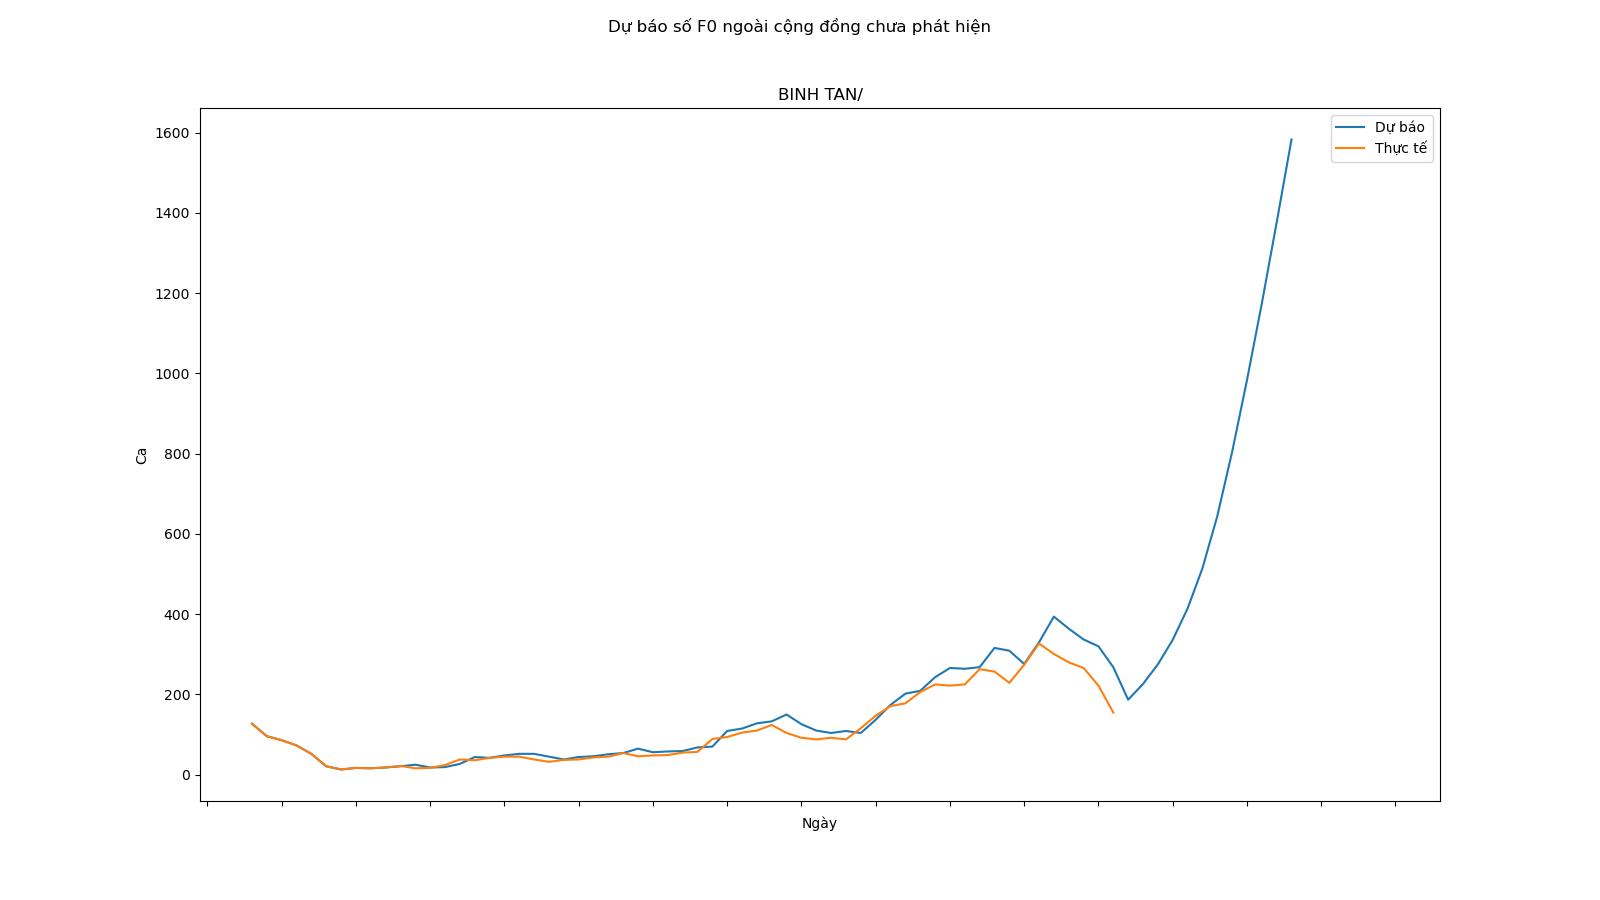 Dự báo số F0 ngoài cộng đồng chưa phát hiện
BINH TAN/
1600
1400
1200
1000
800
600
400
200
0
Ca
Ngày
Dự báo
Thực tế